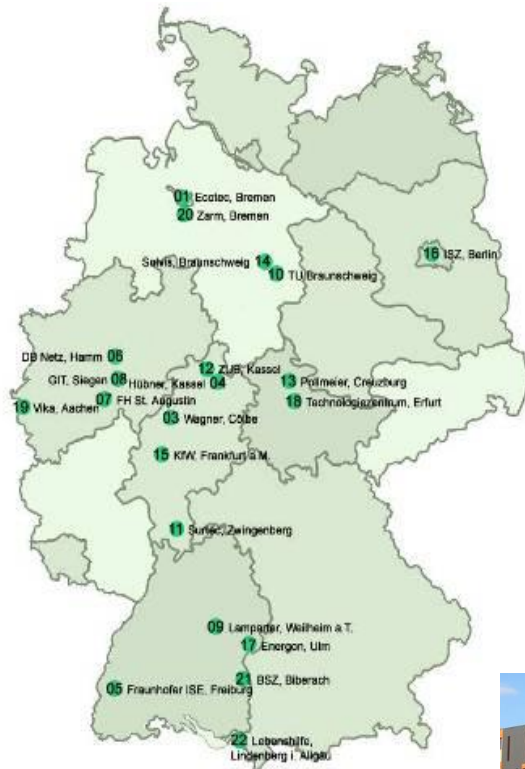 01 Ecotec, Bremen
20 Zarm, Bremen
Solvis, Braunschweig 14
10 TU Braunschweig
16 ISZ, Berlin
DB Netz, Hamm 06
12 ZUB, Kassel
GIT, Siegen 08
Hübner, Kassel 04
13 Pollmeier, Creuzburg
19 Vika, Aachen
07 FH St. Augustin
18 Technologiezentrum, Erfurt
03 Wagner, Cölbe
15 KfW, Frankfurt a.M.
11 Surtec, Zwingenberg
09 Lamparter, Weilheim a.T.
17 Energon, Ulm
21 BSZ, Biberach
05 Fraunhofer ISE, Freiburg
22 Lebenshilfe,
Lindenberg i. Allgäu